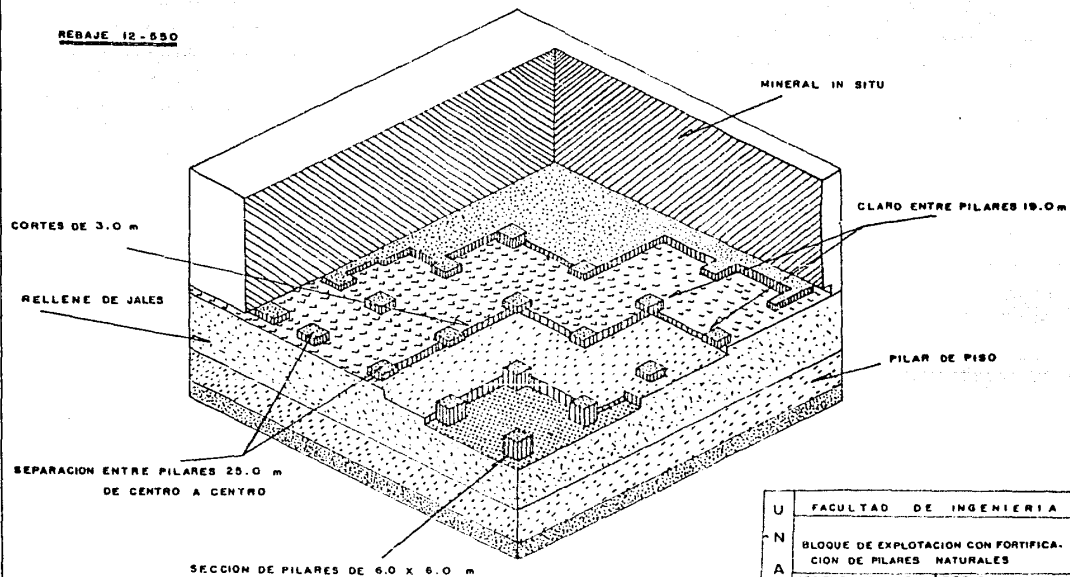 REBAJE 12-550
MINERAL IN SITU
CLARO ENTRE PILARES 19.0 m
CORTES DE 3.0 m
RELLENE DE JALES
PILAR DE PISO
SEPARACION ENTRE PILARES 25.0 m
DE CENTRO A CENTRO
SECCION DE PILARES DE 6.0 X 6.0 m
U N A
FACULTAD DE INGENIERIA
BLOQUE DE EXPLOTACION CON FORTIFICA-
CION DE PILARES NATURALES